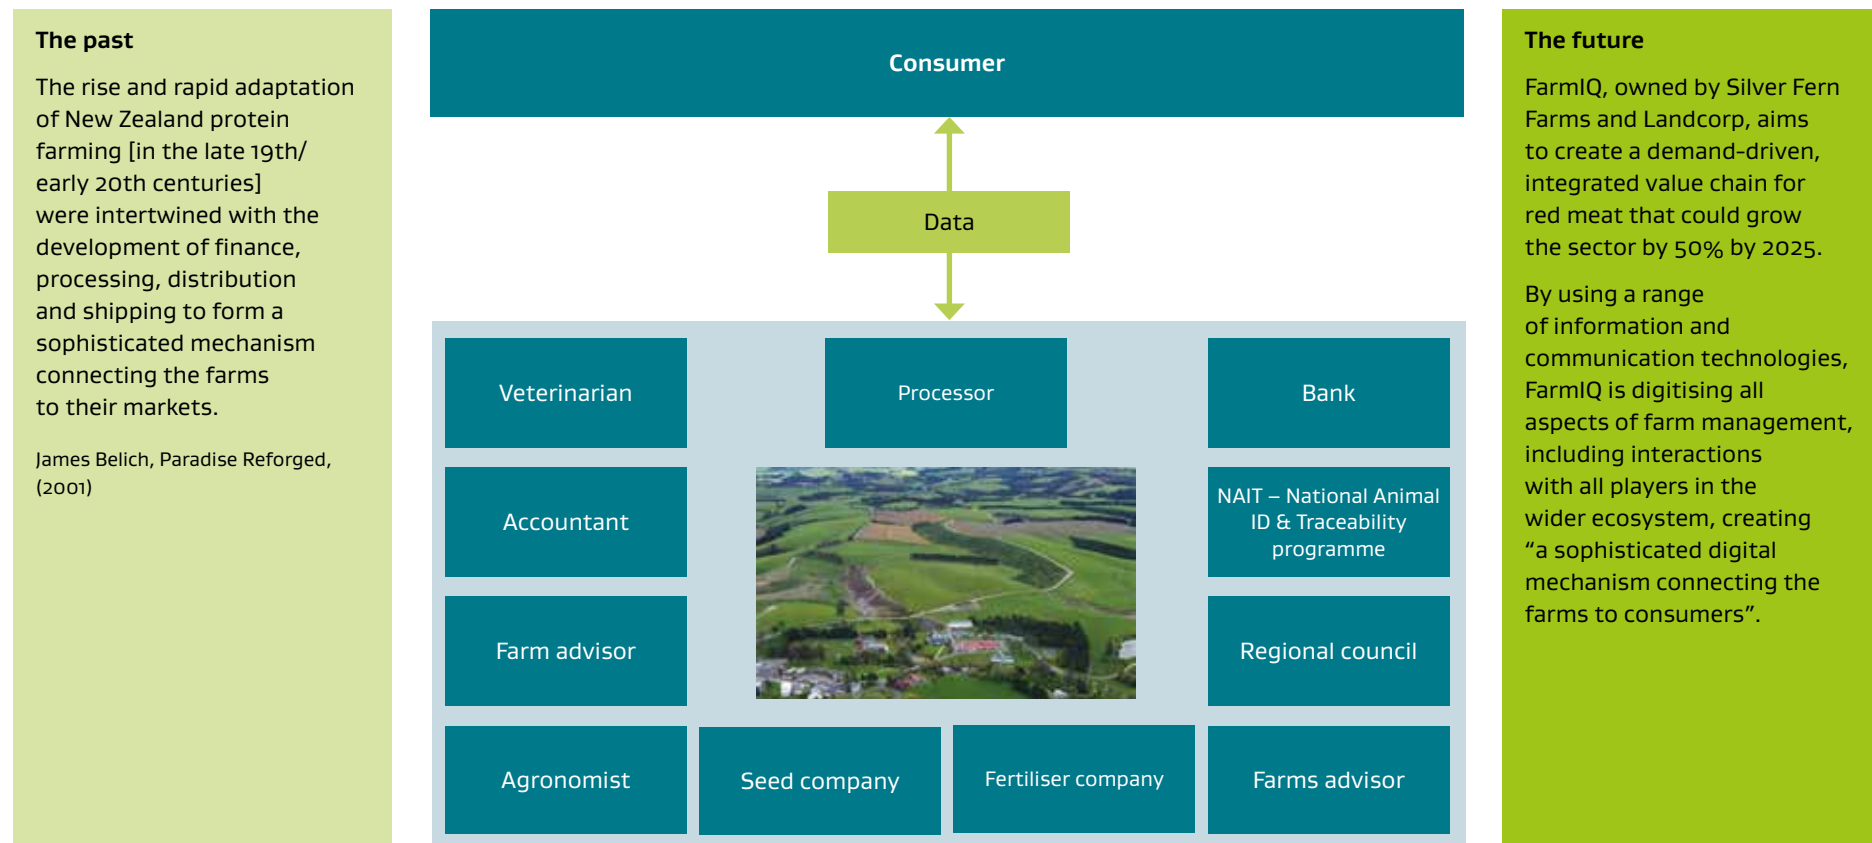 The past
The rise and rapid adaptation
of New Zealand protein
farming [in the late 19th/
early 20th centuries]
were intertwined with the
development of finance,
processing, distribution
and shipping to form a
sophisticated mechanism
connecting the farms
to their markets.
James Belich, Paradise Reforged,
(2001)
Consumer
Data
Veterinarian
Processor
Bank
Accountant
NAIT – National Animal
ID & Traceability
programme
Farm advisor
Regional council
Agronomist
Seed company
Fertiliser company
Farms advisor
The future
FarmIQ, owned by Silver Fern
Farms and Landcorp, aims
to create a demand-driven,
integrated value chain for
red meat that could grow
the sector by 50% by 2025.
By using a range
of information and
communication technologies,
FarmIQ is digitising all
aspects of farm management,
including interactions
with all players in the
wider ecosystem, creating
“a sophisticated digital
mechanism connecting the
farms to consumers”.